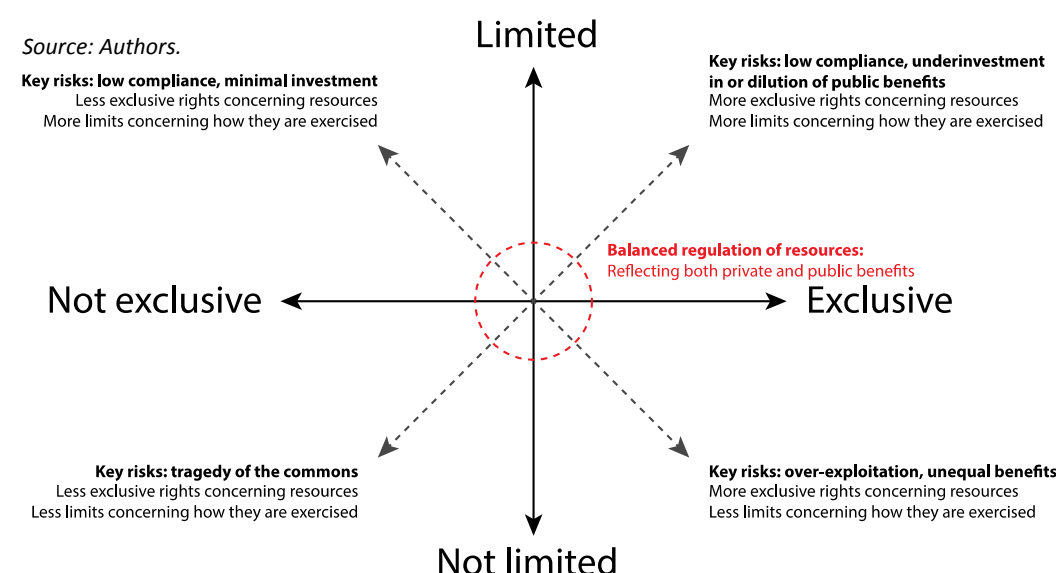 Limited
Source: Authors.
Key risks: low compliance, minimal investment
Less exclusive rights concerning resources
More limits concerning how they are exercised
Key risks: low compliance, underinvestment
in or dilution of public benefits
More exclusive rights concerning resources
More limits concerning how they are exercised
Balanced regulation of resources:
Reflecting both private and public benefits
Not exclusive
Exclusive
Key risks: tragedy of the commons
Less exclusive rights concerning resources
Less limits concerning how they are exercised
Key risks: over-exploitation, unequal benefits
More exclusive rights concerning resources
Less limits concerning how they are exercised
Not limited